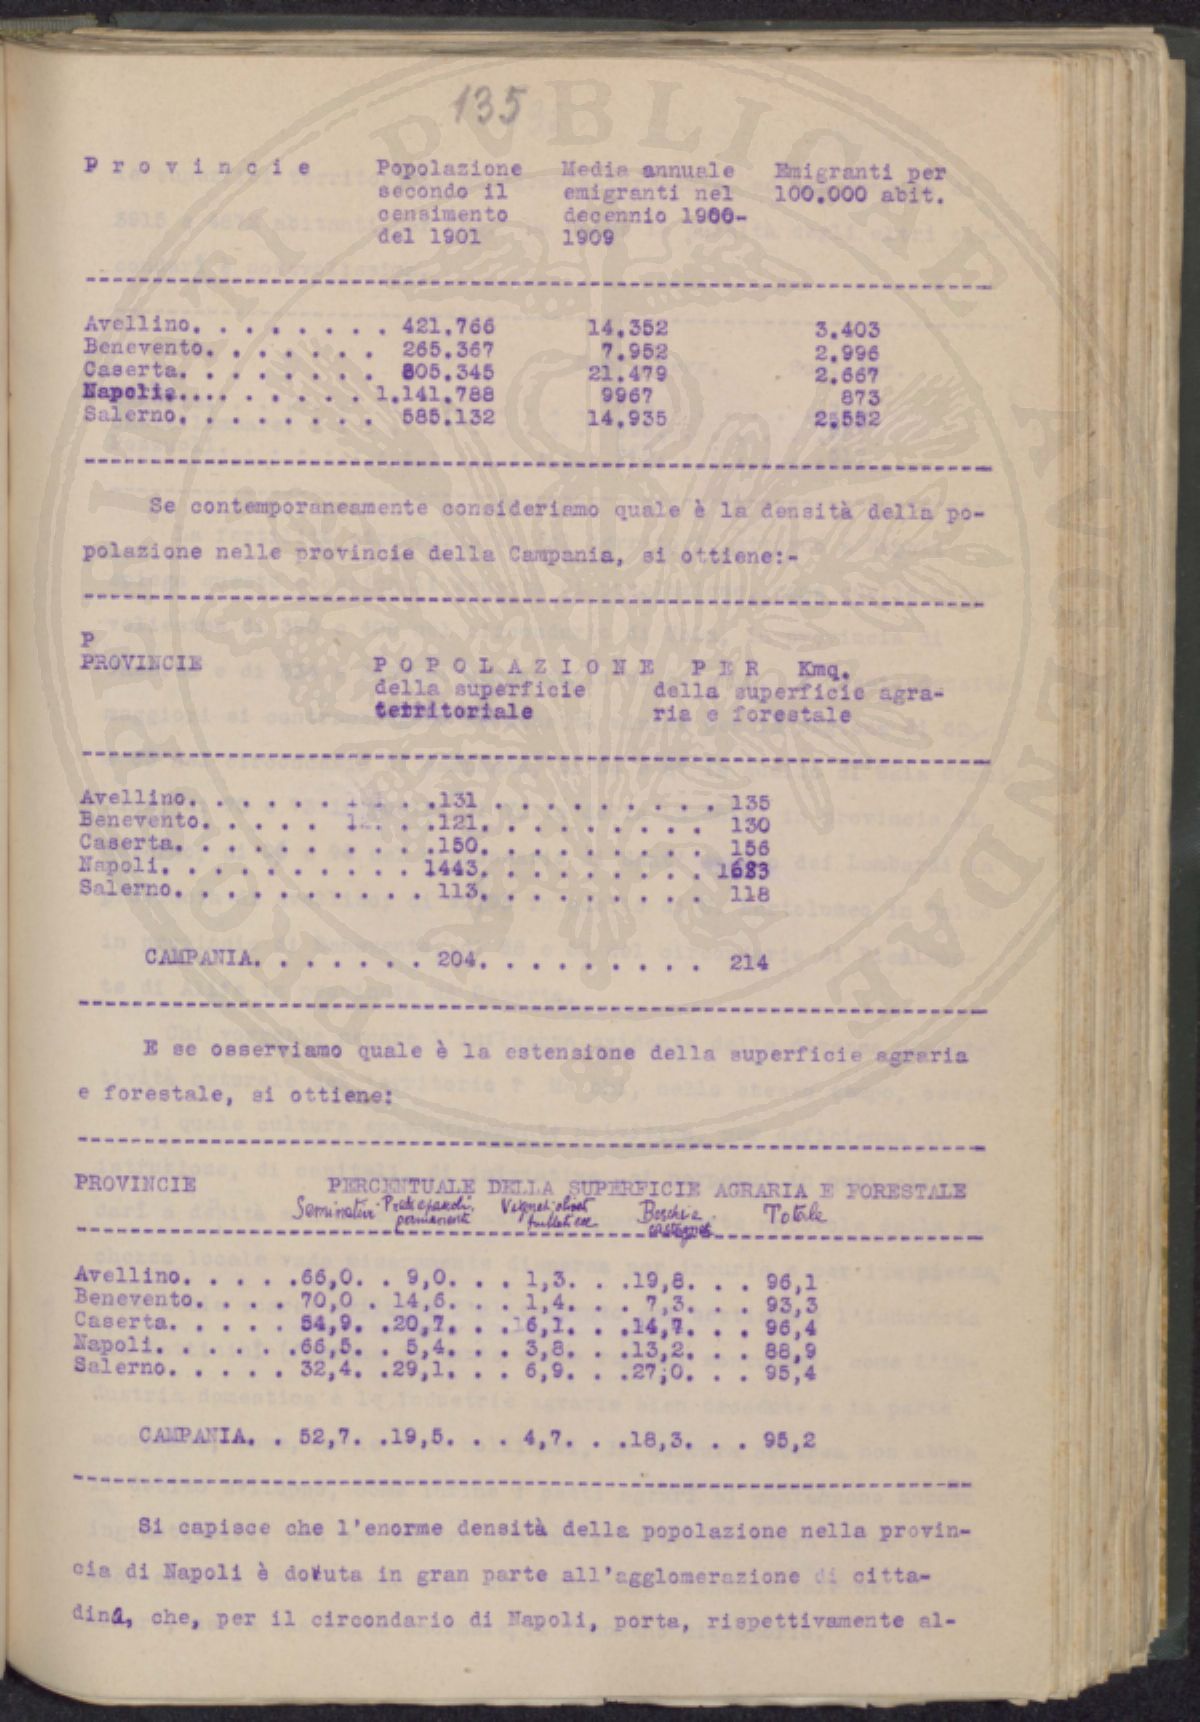 135
Provincie Popolazione Media annuale Emigranti per
secondo il emigranti nel 100.000 abit.
censimento decennio 1900-
del 1901 1909
Avellino. . . . . . . . 421.766 14.352 3.403
Benevento. . . . . . . 265.367 7.952 2.996
Caserta. . . . . . . . 805.345 21.479 2.667
Napoli. . . . . . . . 1.141.788 9967 873
Salerno. . . . . . . . 585.132 14.935 2.552
Se contemporaneamente consideriamo quale è la densità della po-
polazione nelle provincie della Campania, si ottiene:-
P
PROVINCIE POPOLAZIONE PER Kmq.
della superficie della superficie agra-
territoriale ria e forestale
Avellino. . . . . . . . .131 . . . . . . . . . . 135
Benevento. . . . . . . .121. . . . . . . . . . 130
Caserta. . . . . . . . . .150. . . . . . . . . . 156
Napoli. . . . . . . . . . 1443. . . . . . . . . 1683
Salerno. . . . . . . . . . 113. . . . . . . . . 118
CAMPANIA. . . . . . . 204. . . . . . . . . 214
E se osserviamo quale è la estensione della superficie agraria
e forestale, si ottiene:
PROVINCIE PERCENTUALE DELLA SUPERFICIE AGRARIA E FORESTALE
Seminativi Prati e pascoli Vigneti-oliveti Boschi e Totale
permanenti frutteti ecc castagneti
Avellino. . . . .66,0. . 9,0. . . 1,3. . .19,8. . . 96,1
Benevento. . . . 70,0 . 14,6. . . 1,4. . . 7,3. . . 93,3
Caserta. . . . . 54,9. .20,7. . .16,1. . .14,7. . . 96,4
Napoli. . . . . .66,5. . 5,4. . . 3,8. . .13,2. . . 88,9
Salerno. . . . . 32,4. .29,1. . . 6,9. . .27,0. . . 95,4
CAMPANIA. . 52,7. .19,5. . . 4,7. . .18,3. . . 95,2
Si capisce che l'enorme densità della popolazione nella provin-
cia di Napoli è dovuta in gran parte all'agglomerazione di citta-
dina, che, per il circondario di Napoli, porta, rispettivamente al-